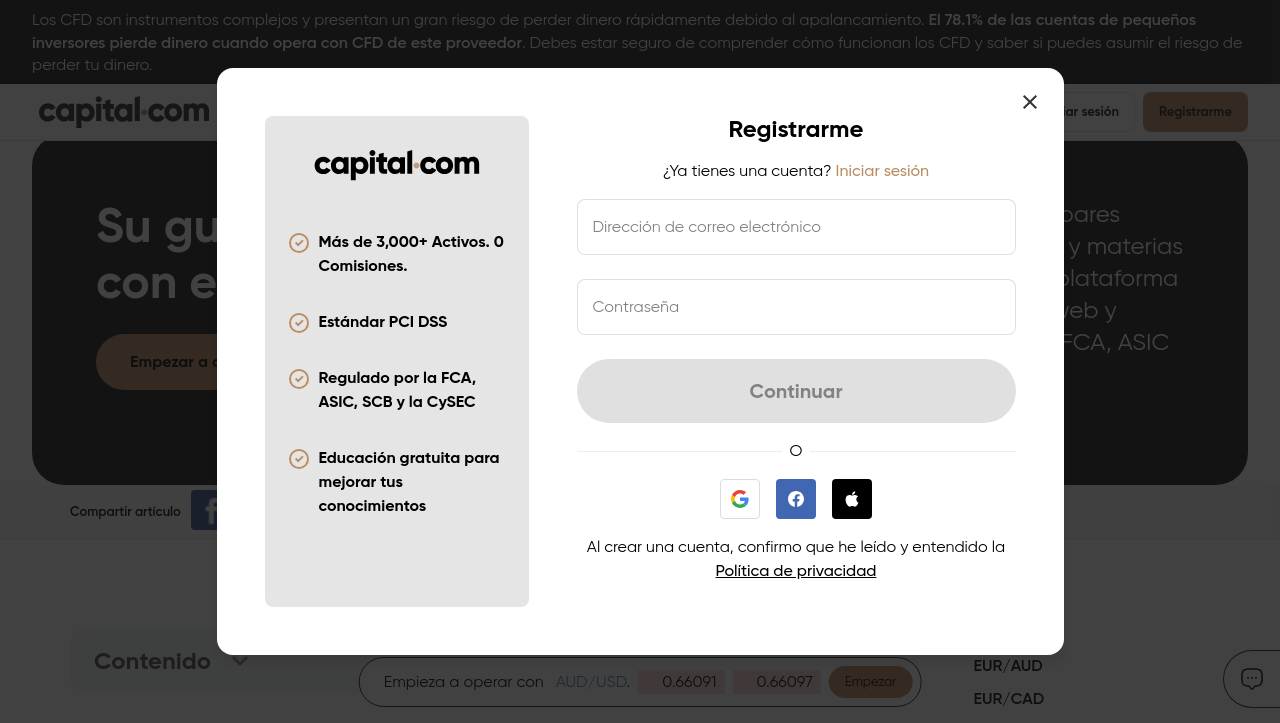 Los CFD son instrumentos complejos y presentan un gran riesgo de perder dinero rápidamente debido al apalancamiento. El 78.1% de las cuentas de pequeños
inversores pierde dinero cuando opera con CFD de este proveedor. Debes estar seguro de comprender cómo funcionan los CFD y saber si puedes asumir el riesgo de
perder tu dinero.
capital.com
iar sesión
Registrarme
Su gu
con e
Empezar a o
pares
y y materias
plataforma
web y
FCA, ASIC
Compartir artículo
Contenido
Empieza a operar con AUD/USD. 0.66091 0.66097 Empezar
EUR/AUD
EUR/CAD
capital.com
Más de 3,000+ Activos. 0
Comisiones.
Estándar PCI DSS
Regulado por la FCA,
ASIC, SCB y la CySEC
Educación gratuita para
mejorar tus
conocimientos
Registrarme
¿Ya tienes una cuenta? Iniciar sesión
Dirección de correo electrónico
Contraseña
Continuar
O
Al crear una cuenta, confirmo que he leído y entendido la
Política de privacidad